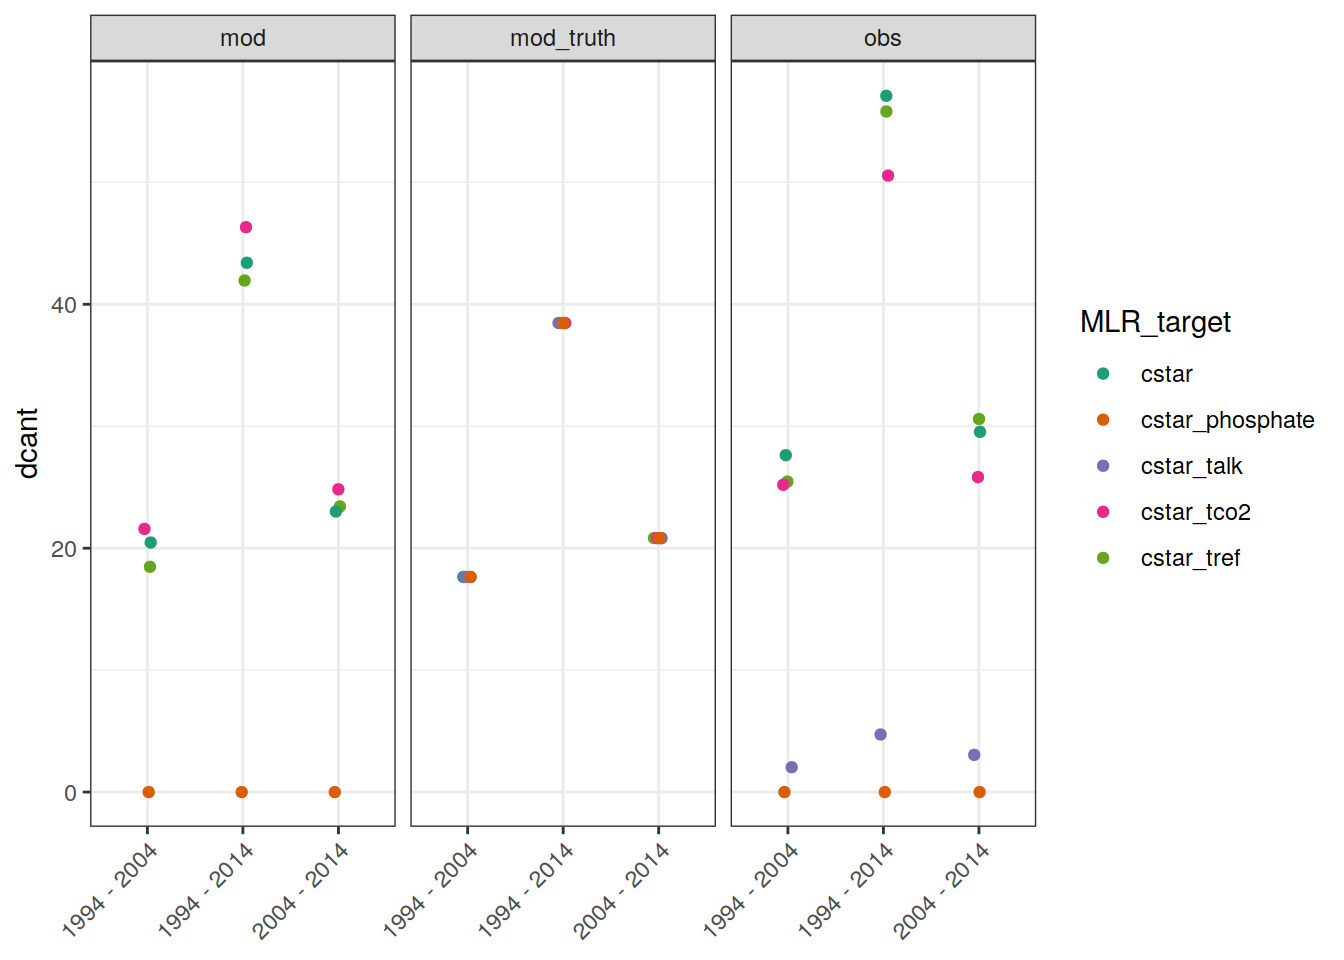 mod
mod_truth
obs
dcant
40
20
0
1994 - 2004
1994 - 2014
2004 - 2014
1994 - 2004
1994 - 2014
2004 - 2014
1994 - 2004
1994 - 2014
2004 - 2014
MLR_target
cstar
cstar_phosphate
cstar_talk
cstar_tco2
cstar_tref